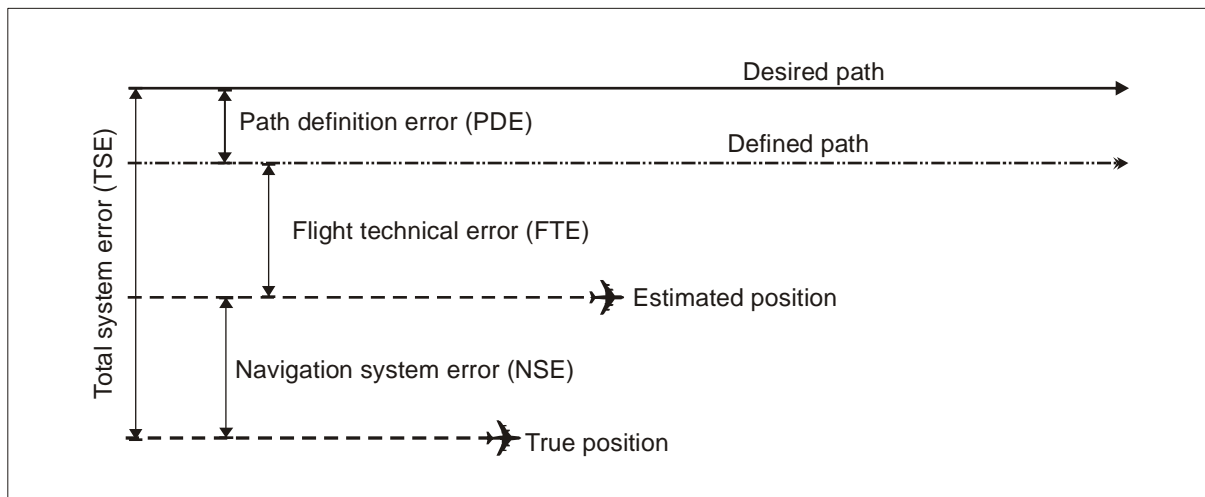 Desired path
Path definition error (PDE)
Defined path
Total system error (TSE)
Flight technical error (FTE)
Estimated position
Navigation system error (NSE)
True position